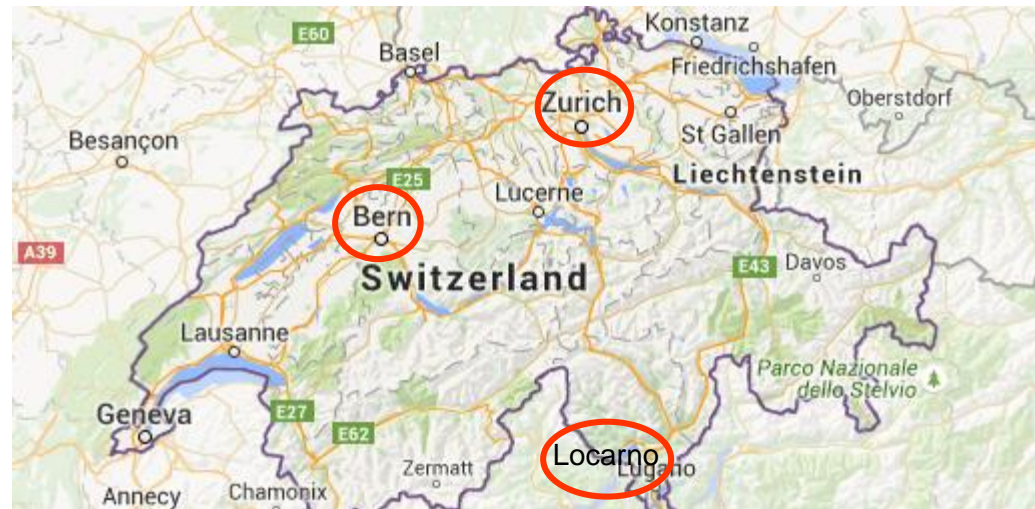 Konstanz
E60
Basel
Friedrichshafen
Zurich
Oberstdorf
Besançon
St Gallen
Liechtenstein
E25
Lucerne
Bern
A39
Switzerland
E43
Davos
Lausanne
Parco Nazionale
dello Stelvio
Geneva
E27
E62
Locarno
Lugano
Zermatt
Annecy
Chamonix